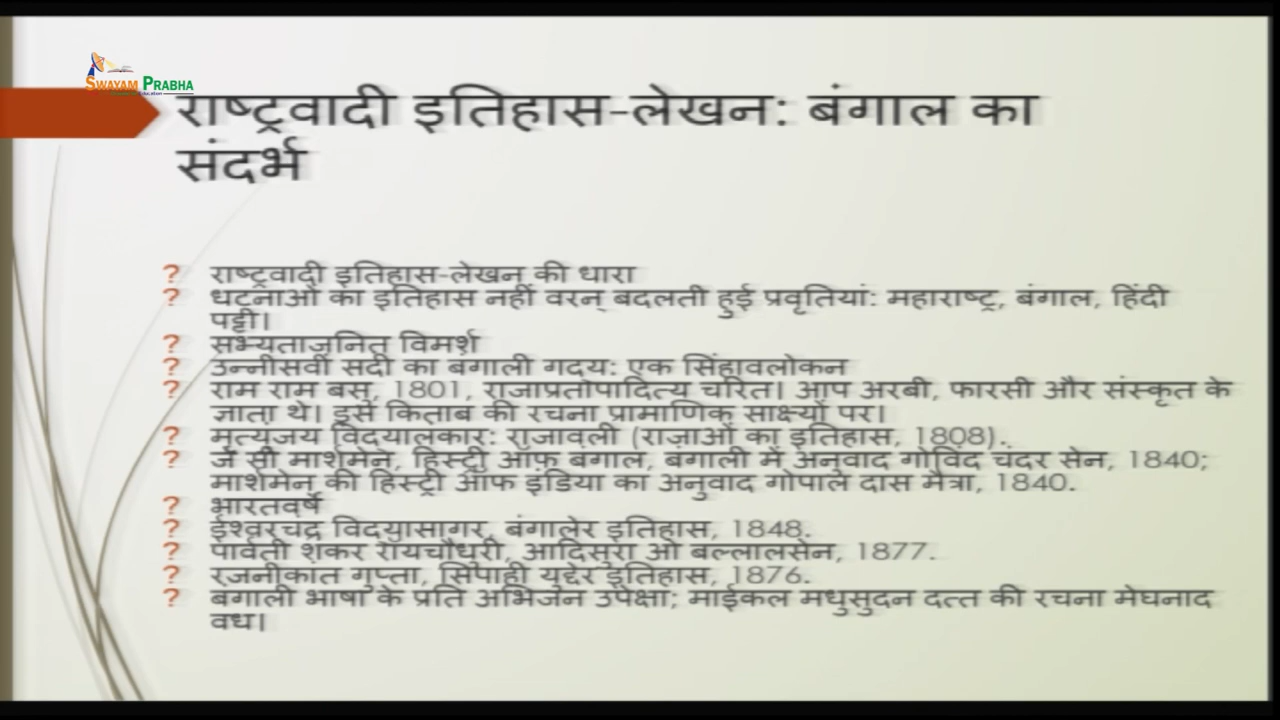 SWAYAM PRABHA
राष्ट्रवादी इतिहास-लेखन: बंगाल का
संदर्भ
? राष्ट्रवादी इतिहास-लेखन की धारा
? धटनाओं का इतिहास नहीं वरन् बदलती हुई प्रवृतियां: महाराष्ट्र, बंगाल, हिंदी
पट्टी।
? सभ्यताजनित विमर्श
? उन्नीसवीं सदी का बंगाली गद्य: एक सिंहावलोकन
? राम राम बसु, 1801, राजाप्रतोपादित्य चरित। आप अरबी, फारसी और संस्कृत के
ज्ञाता थे। इस किताब की रचना प्रामाणिक साक्ष्यों पर।
? मृत्युंजय विद्यालंकार: राजावली (राजाओं का इतिहास, 1808).
? जे सी मार्शमैन, हिस्ट्री ऑफ़ बंगाल, बंगाली में अनुवाद गोविंद चंदर सेन, 1840;
मार्शमैन की हिस्ट्री ऑफ इंडिया का अनुवाद गोपाल दास मैत्रा, 1840.
? भारतवर्ष
? ईश्वरचंद्र विद्यासागर, बंगालेर इतिहास, 1848.
? पार्वती शंकर रायचौधुरी, आदिसुरा ओ बल्लालसेन, 1877.
? रजनीकांत गुप्ता, सिपाही युद्देर इतिहास, 1876.
? बंगाली भाषा के प्रति अभिजन उपेक्षा; माईकल मधुसुदन दत्त की रचना मेघनाद
वध।